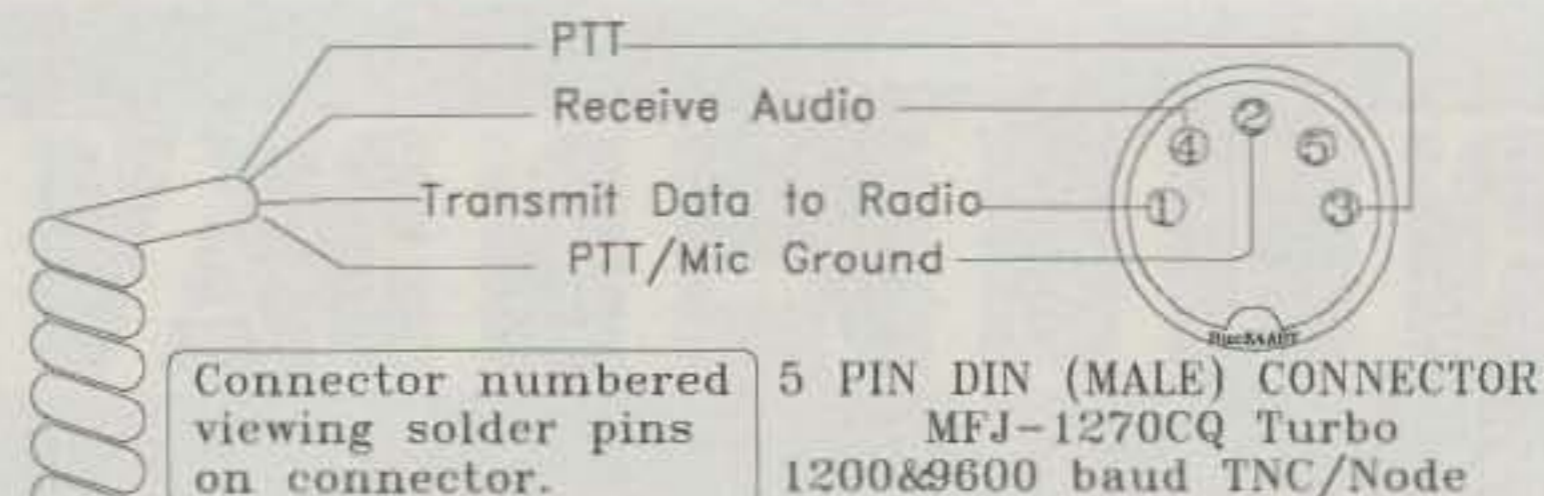 PTT
Receive Audio
Transmit Data to Radio
PTT/Mic Ground
4
2
5
1
3
Connector numbered
viewing solder pins
on connector.
5 PIN DIN (MALE) CONNECTOR
MFJ-1270CQ Turbo
1200&9600 baud TNC/Node